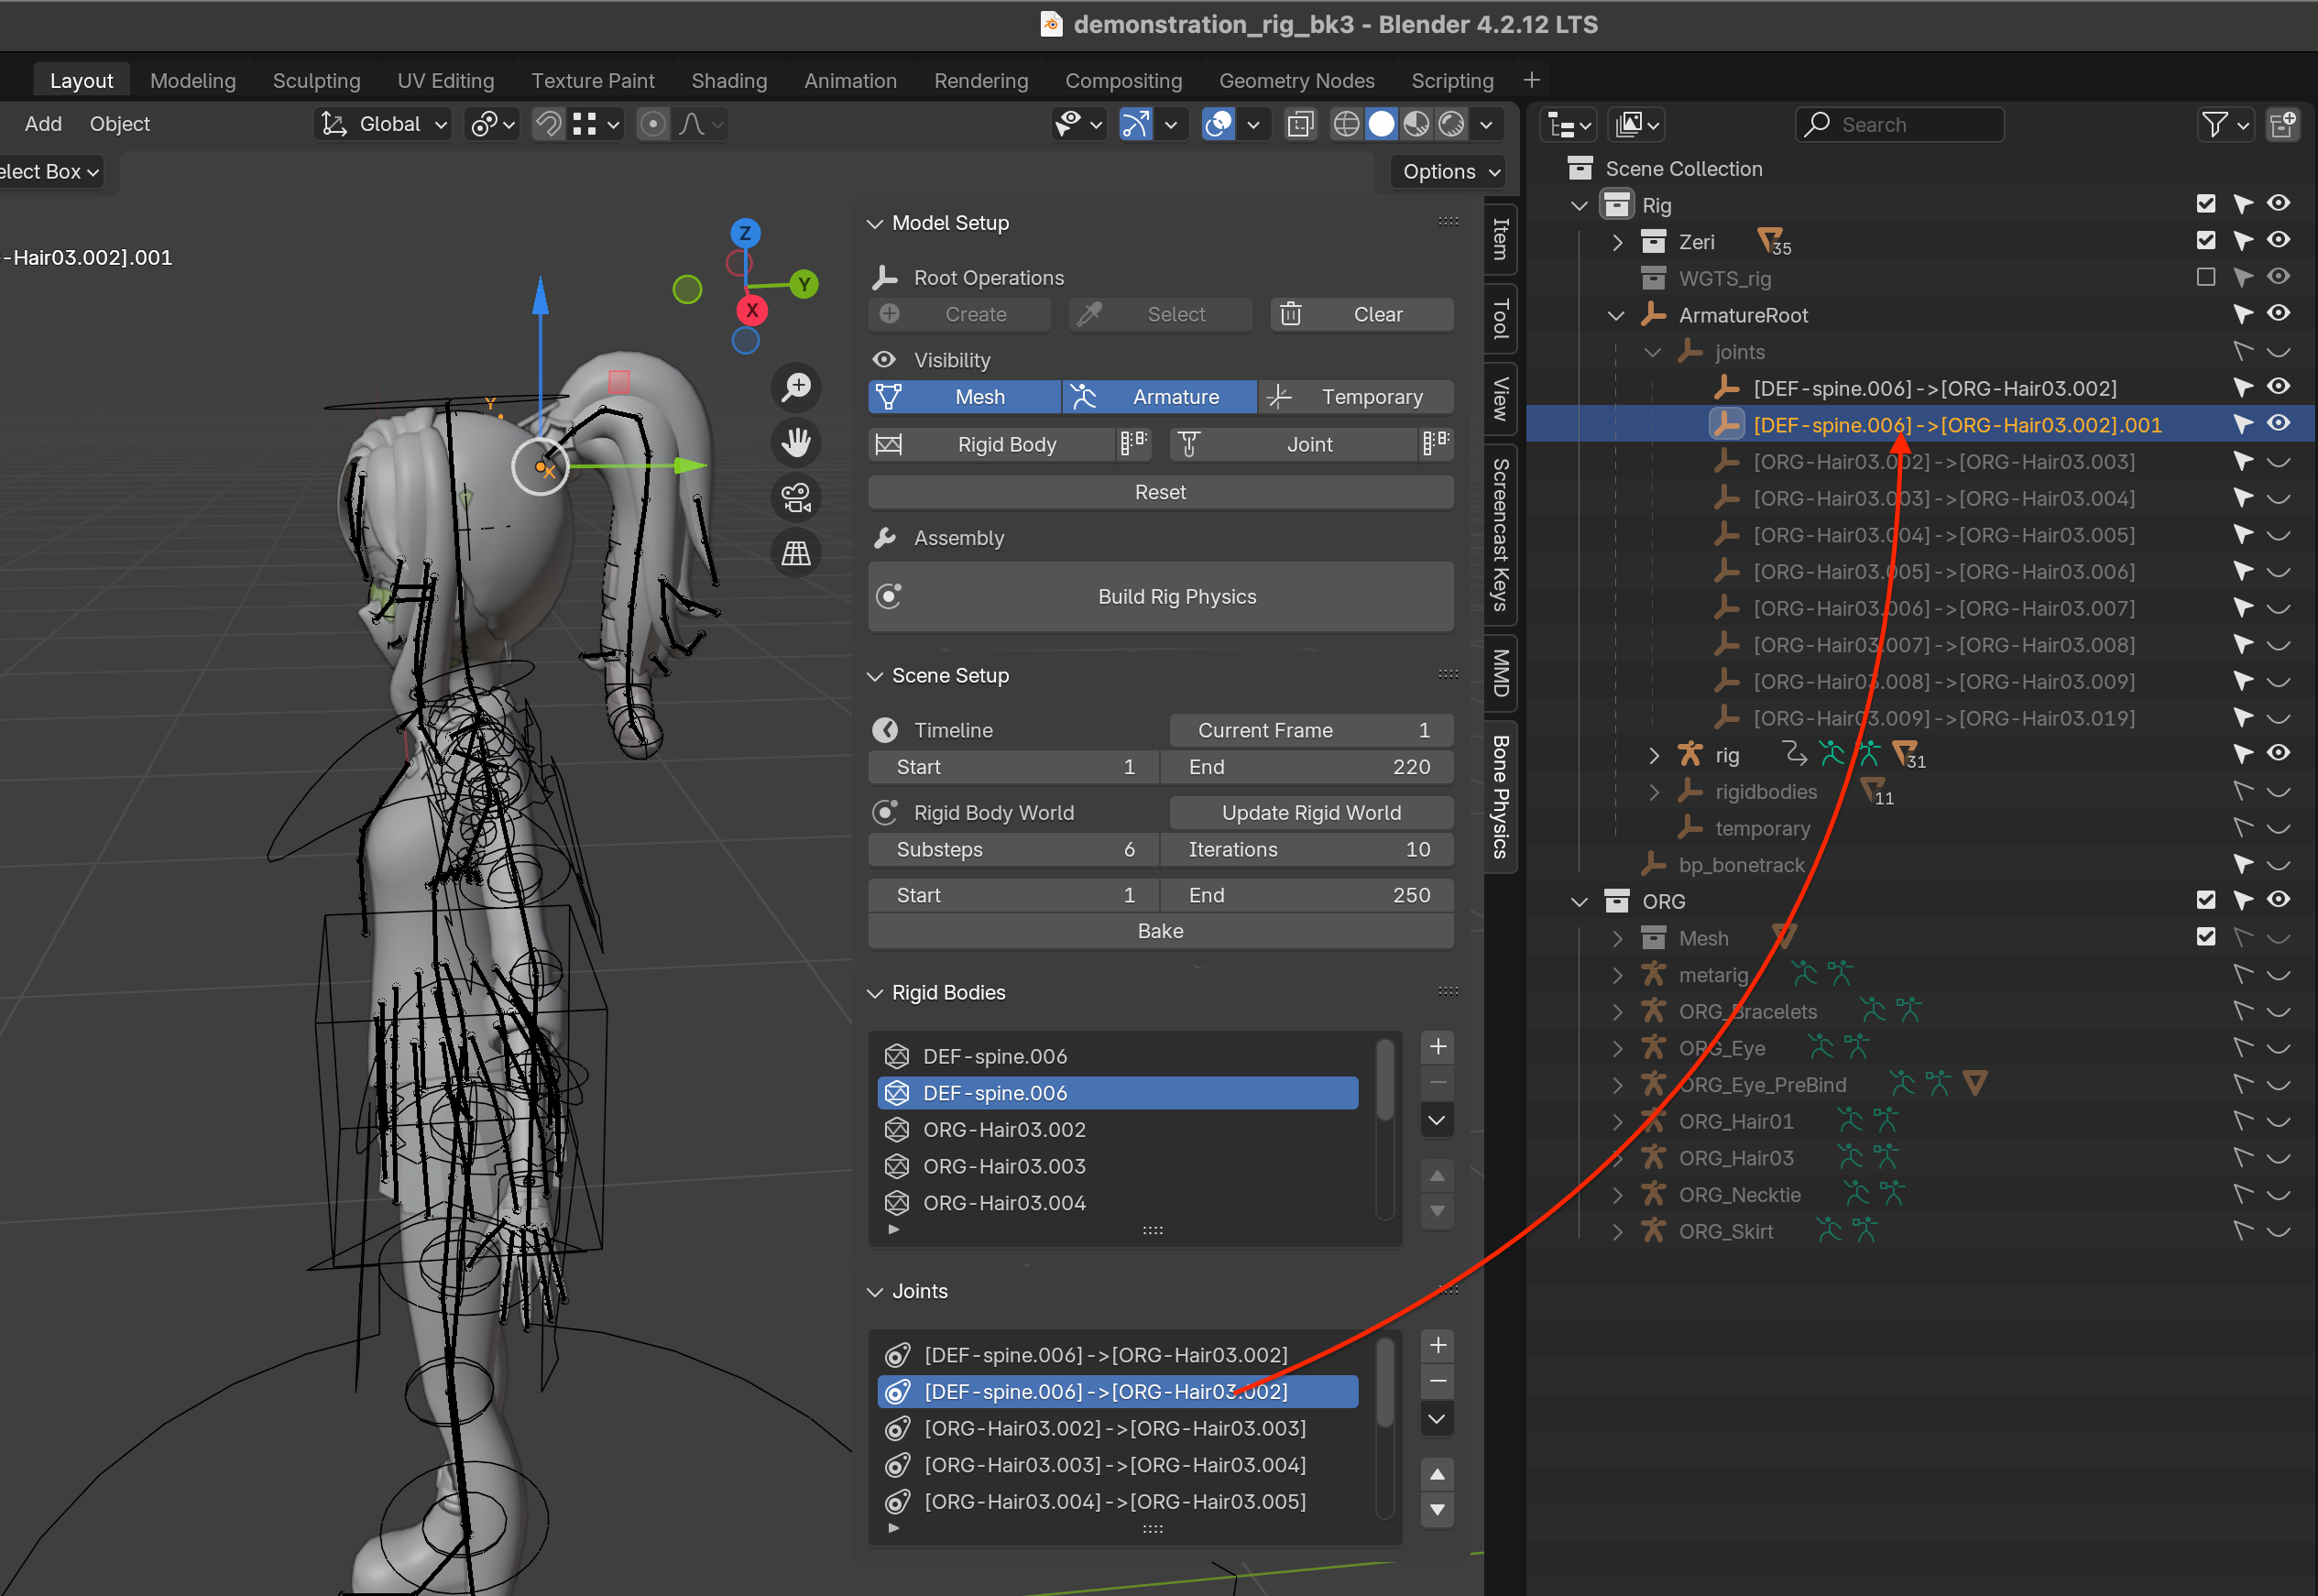 demonstration_rig_bk3 - Blender 4.2.12 LTS
Layout Modeling Sculpting UV Editing Texture Paint Shading Animation Rendering Compositing Geometry Nodes Scripting +
Add Object Global
elect Box Options
-Hair03.002].001
Z
Y
X
Y
X
Model Setup
Root Operations
Create Select Clear
Visibility
Mesh Armature Temporary
Rigid Body Joint
Reset
Assembly
Build Rig Physics
Scene Setup
Timeline Current Frame 1
Start 1 End 220
Rigid Body World Update Rigid World
Substeps 6 Iterations 10
Start 1 End 250
Bake
Rigid Bodies
DEF-spine.006
DEF-spine.006
ORG-Hair03.002
ORG-Hair03.003
ORG-Hair03.004
Joints
[DEF-spine.006]->[ORG-Hair03.002]
[DEF-spine.006]->[ORG-Hair03.002]
[ORG-Hair03.002]->[ORG-Hair03.003]
[ORG-Hair03.003]->[ORG-Hair03.004]
[ORG-Hair03.004]->[ORG-Hair03.005]
Item
Tool
View
Screencast Keys
MMD
Bone Physics
Search
Scene Collection
Rig
Zeri 35
WGTS_rig
ArmatureRoot
joints
[DEF-spine.006]->[ORG-Hair03.002]
[DEF-spine.006]->[ORG-Hair03.002].001
[ORG-Hair03.002]->[ORG-Hair03.003]
[ORG-Hair03.003]->[ORG-Hair03.004]
[ORG-Hair03.004]->[ORG-Hair03.005]
[ORG-Hair03.005]->[ORG-Hair03.006]
[ORG-Hair03.006]->[ORG-Hair03.007]
[ORG-Hair03.007]->[ORG-Hair03.008]
[ORG-Hair03.008]->[ORG-Hair03.009]
[ORG-Hair03.009]->[ORG-Hair03.019]
rig 31
rigidbodies 11
temporary
bp_bonetrack
ORG
Mesh
metarig
ORG_Bracelets
ORG_Eye
ORG_Eye_PreBind
ORG_Hair01
ORG_Hair03
ORG_Necktie
ORG_Skirt